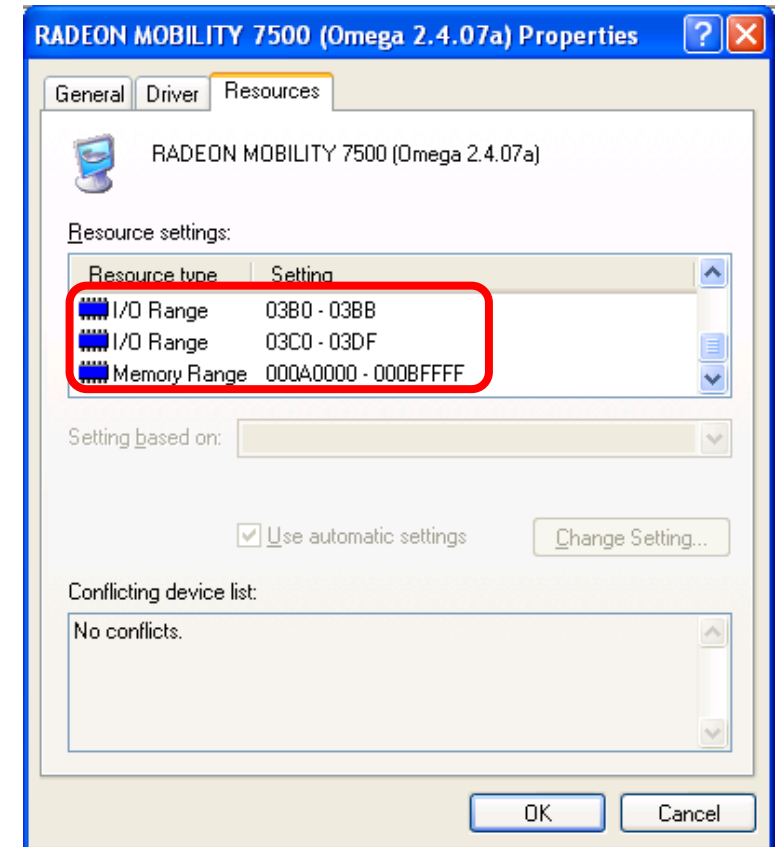 RADEON MOBILITY 7500 (Omega 2.4.07a) Properties
General Driver Resources
RADEON MOBILITY 7500 (Omega 2.4.07a)
Resource settings:
Resource type Setting
I/O Range 03B0 - 03BB
I/O Range 03C0 - 03DF
Memory Range 000A0000 - 000BFFFF
Setting based on:
Use automatic settings Change Setting...
Conflicting device list:
No conflicts.
OK Cancel